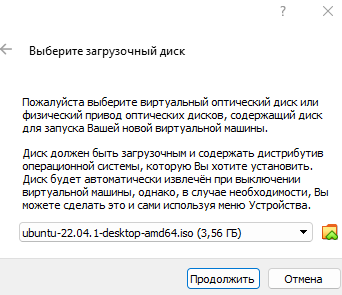 ?
Выберите загрузочный диск
Пожалуйста выберите виртуальный оптический диск или
физический привод оптических дисков, содержащий диск
для запуска Вашей новой виртуальной машины.
Диск должен быть загрузочным и содержать дистрибутив
операционной системы, которую Вы хотите установить.
Диск будет автоматически извлечён при выключении
виртуальной машины, однако, в случае необходимости, Вы
можете сделать это и сами используя меню Устройства.
ubuntu-22.04.1-desktop-amd64.iso (3,56 ГБ)
Продолжить Отмена